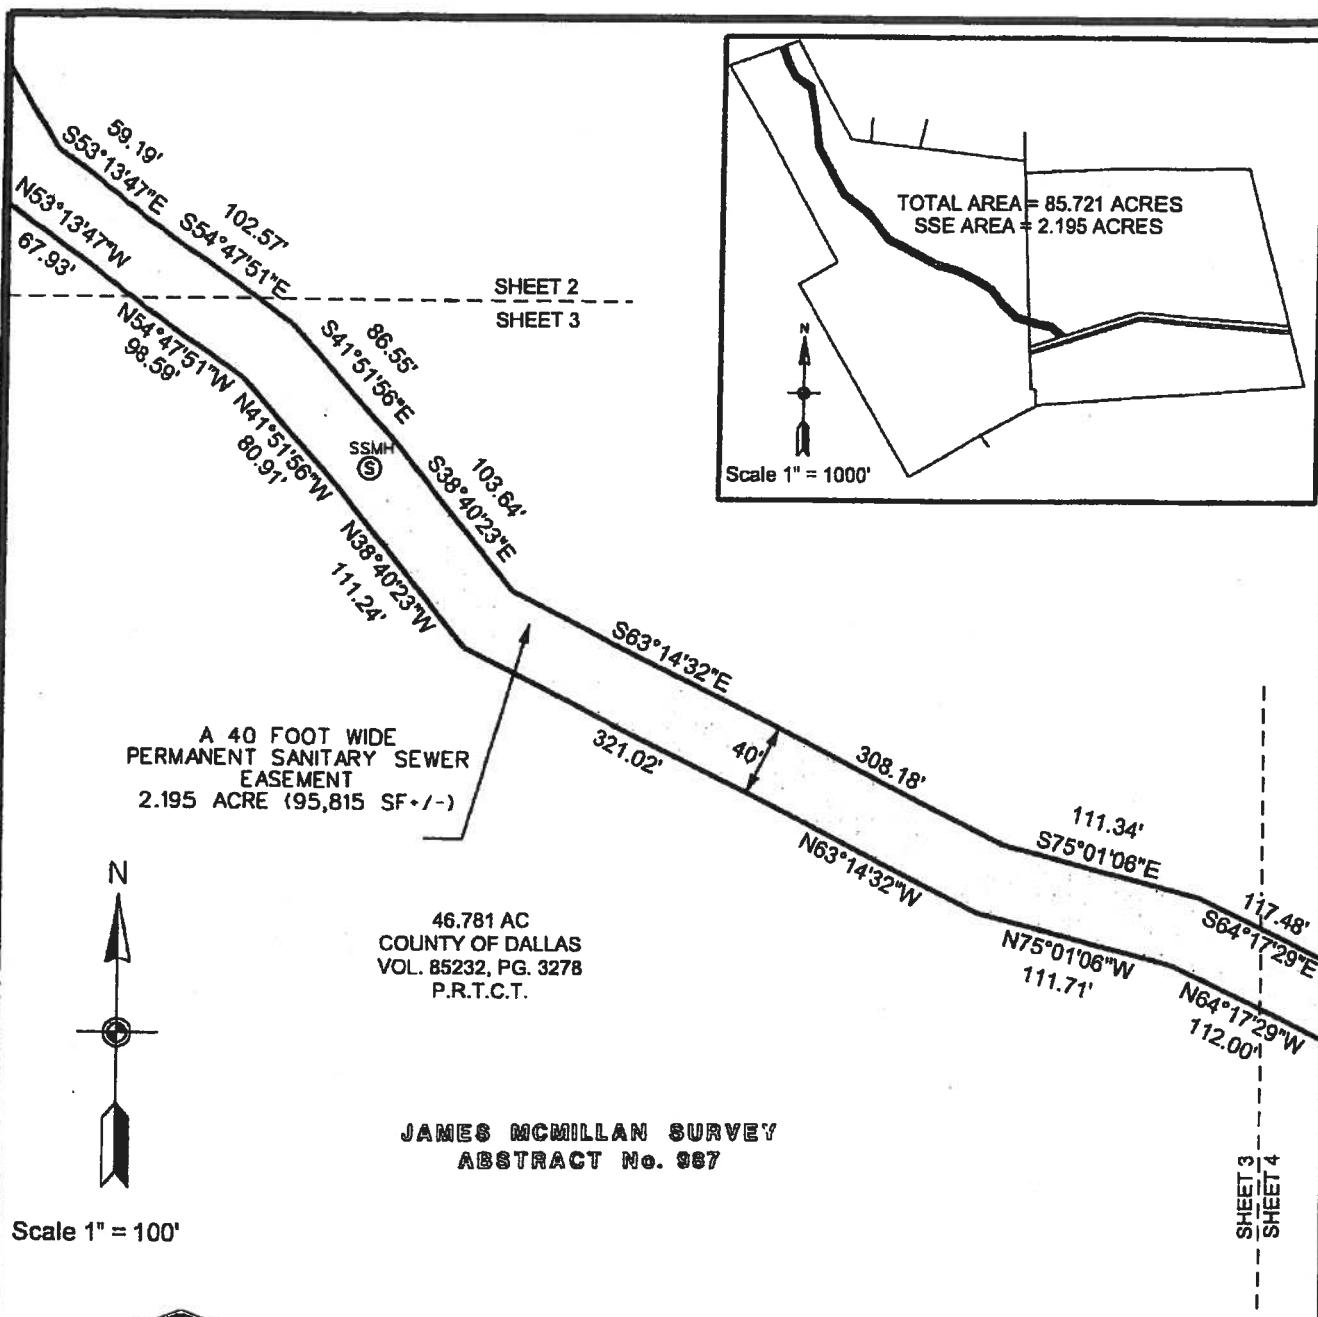 59.19'
S53°13'47"E
N53°13'47"W
67.93'
102.57'
S54°47'51"E
SHEET 2
SHEET 3
N54°47'51"W
98.59'
86.55'
S41°51'56"E
N41°51'56"W
80.91'
SSMH
S
103.64'
S38°40'23"E
N38°40'23"W
111.24'
TOTAL AREA = 85.721 ACRES
SSE AREA = 2.195 ACRES
N
Scale 1" = 1000'
S63°14'32"E
308.18'
40'
321.02'
N63°14'32"W
A 40 FOOT WIDE
PERMANENT SANITARY SEWER
EASEMENT
2.195 ACRE (95,815 SF+/-)
111.34'
S75°01'06"E
N75°01'06"W
111.71'
117.48'
S64°17'29"E
N64°17'29"W
112.00'
46.781 AC
COUNTY OF DALLAS
VOL. 85232, PG. 3278
P.R.T.C.T.
N
JAMES MCMILLAN SURVEY
ABSTRACT No. 987
Scale 1" = 100'
SHEET 3
SHEET 4